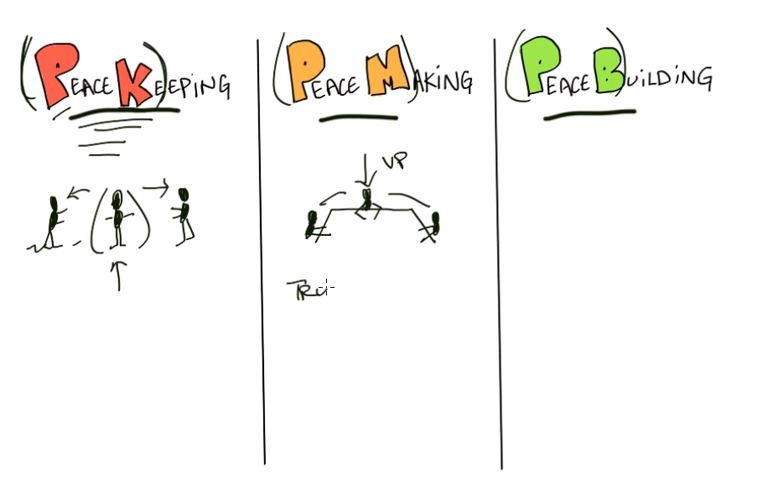 (PEACE KEEPING
(PEACE MAKING
(PEACE BUILDING
VP